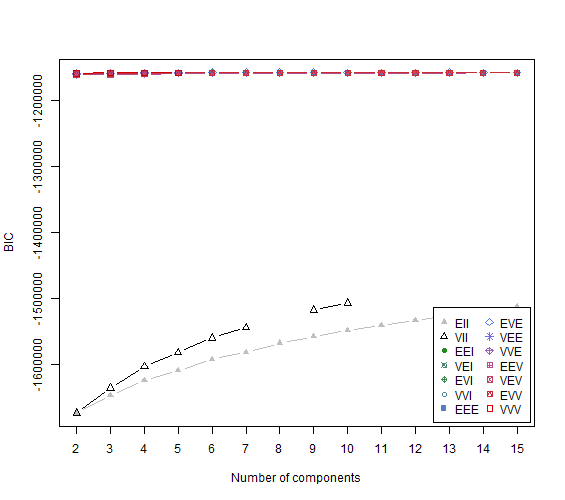 BIC
-1200000
-1300000
-1400000
-1500000
-1600000
2 3 4 5 6 7 8 9 10 11 12 13 14 15
Number of components
EII EVE
VII VEE
EEI VVE
VEI EEV
EVI VEV
VVI EVV
EEE VVV